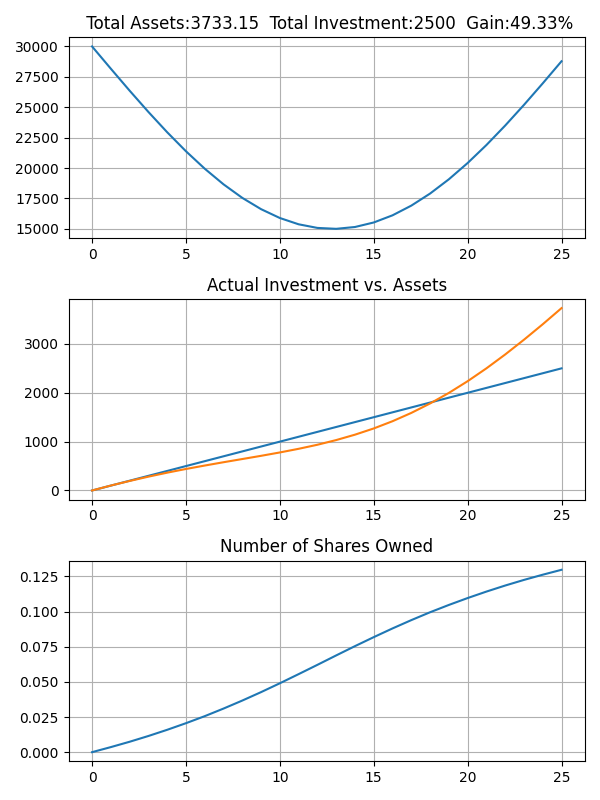 Total Assets:3733.15 Total Investment:2500 Gain:49.33%
30000
27500
25000
22500
20000
17500
15000
0 5 10 15 20 25
Actual Investment vs. Assets
3000
2000
1000
0
0 5 10 15 20 25
Number of Shares Owned
0.125
0.100
0.075
0.050
0.025
0.000
0 5 10 15 20 25